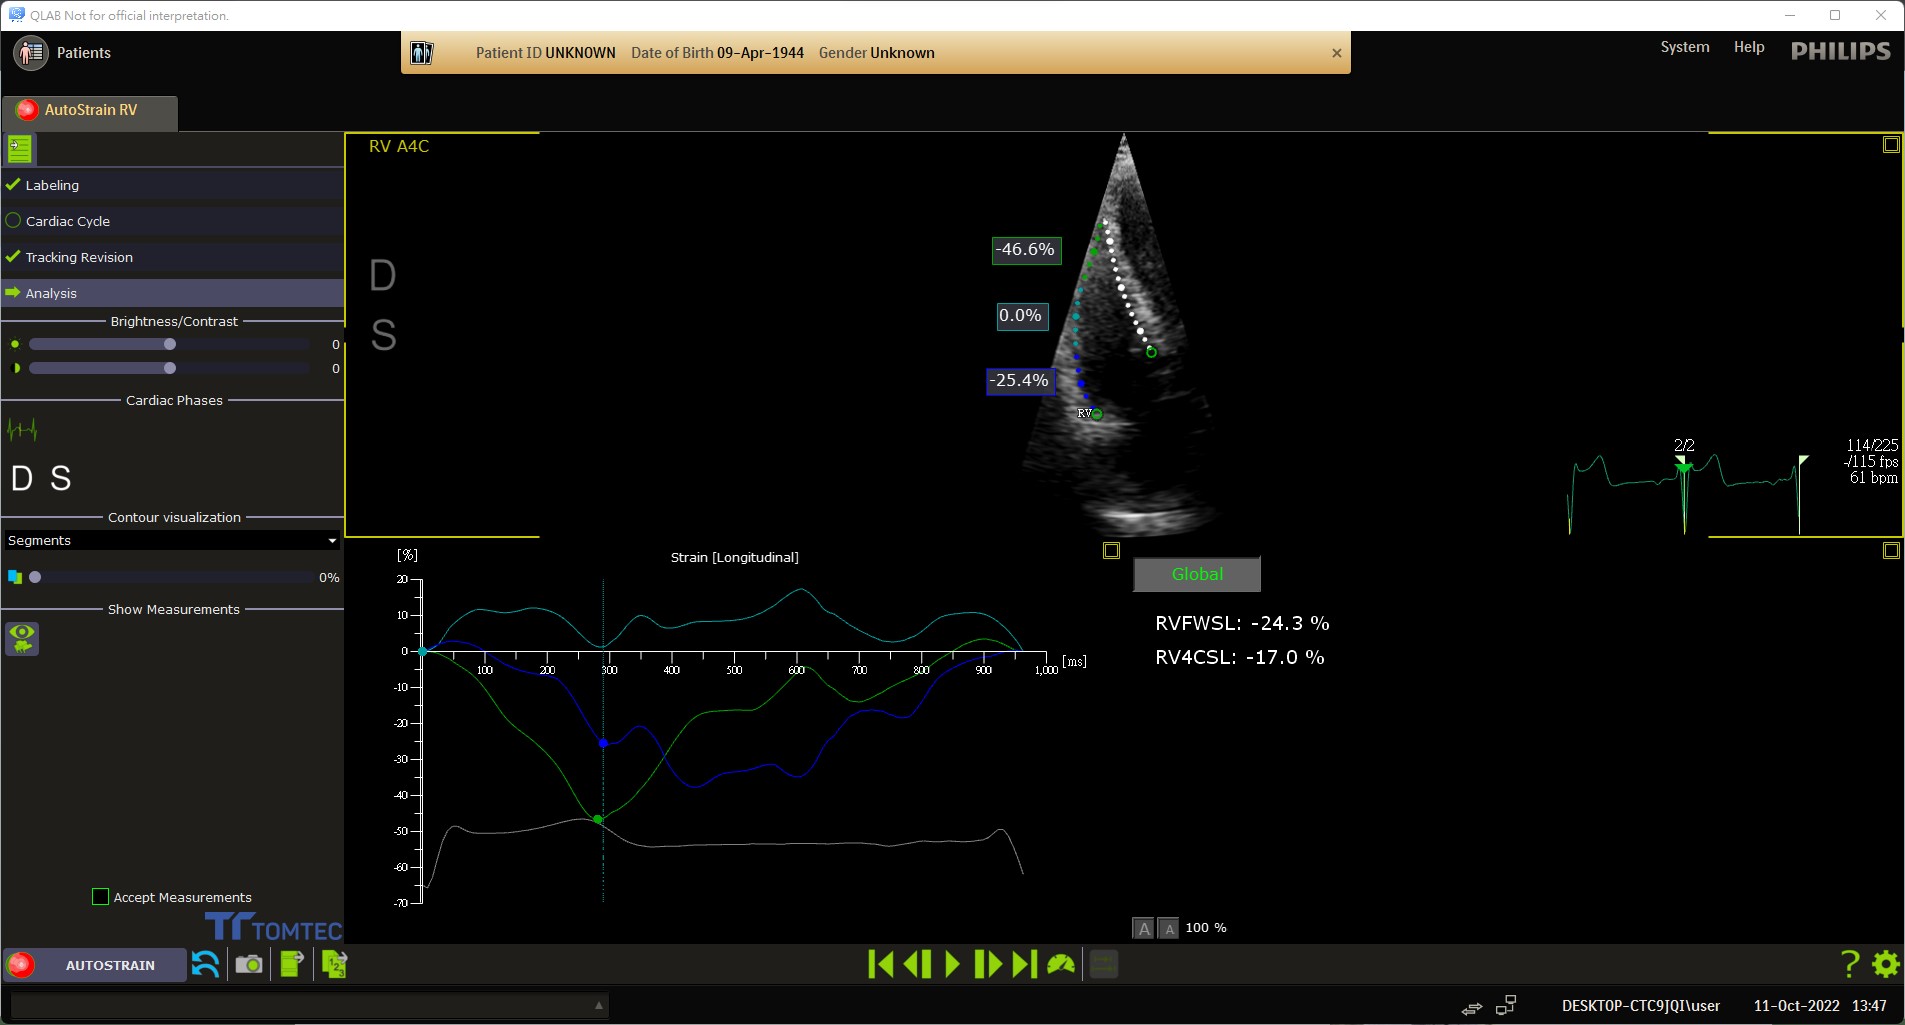 QLAB Not for official interpretation.
Patients
Patient ID UNKNOWN Date of Birth 09-Apr-1944 Gender Unknown
System Help PHILIPS
AutoStrain RV
Labeling
Cardiac Cycle
Tracking Revision
Analysis
Brightness/Contrast
0
0
Cardiac Phases
D S
Contour visualization
Segments
0%
Show Measurements
Accept Measurements
TOMTEC
AUTOSTRAIN
RV A4C
D
S
-46.6%
0.0%
-25.4%
RV
2/2
114/225
-/115 fps
61 bpm
[%]
Strain [Longitudinal]
20
10
0
-10
-20
-30
-40
-50
-60
-70
100 200 300 400 500 600 700 800 900 1,000 [ms]
Global
RVFWSL: -24.3 %
RV4CSL: -17.0 %
A A 100 %
1 2 3
?
DESKTOP-CTC9JQI\user 11-Oct-2022 13:47